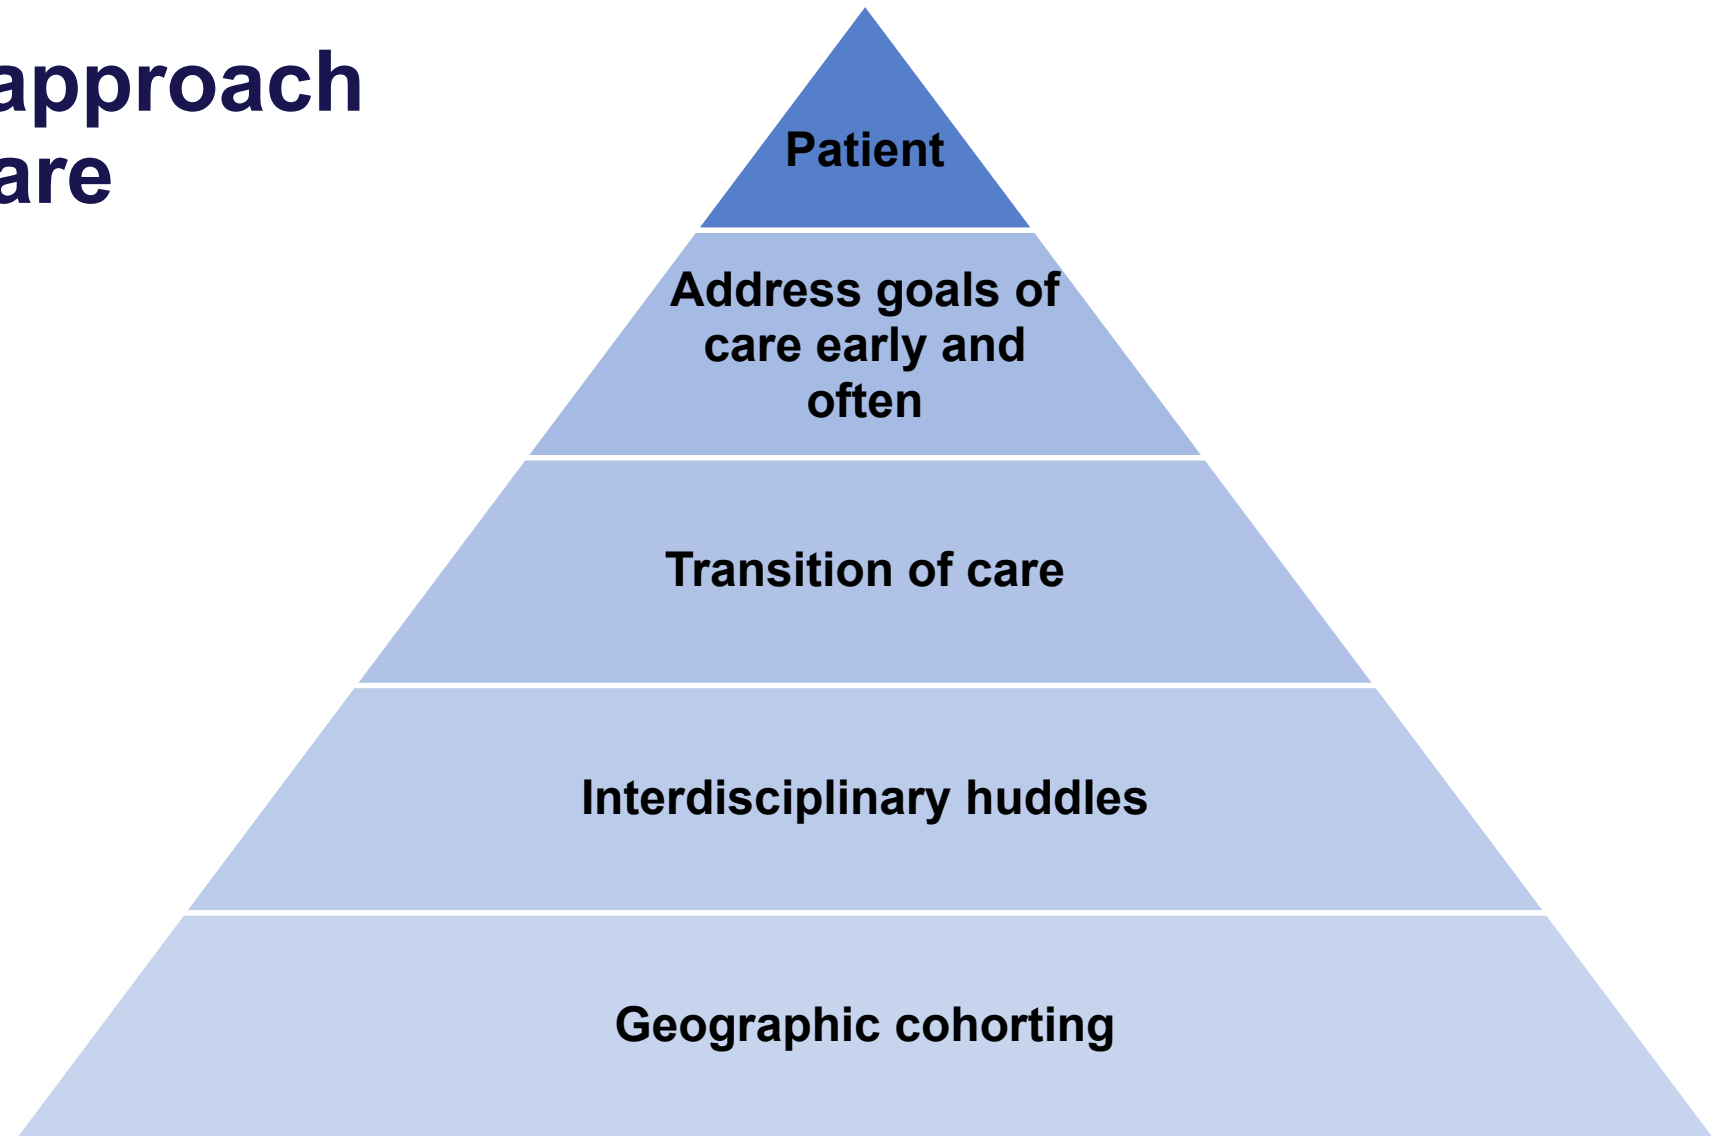 approach
are
Patient
Address goals of
care early and
often
Transition of care
Interdisciplinary huddles
Geographic cohorting